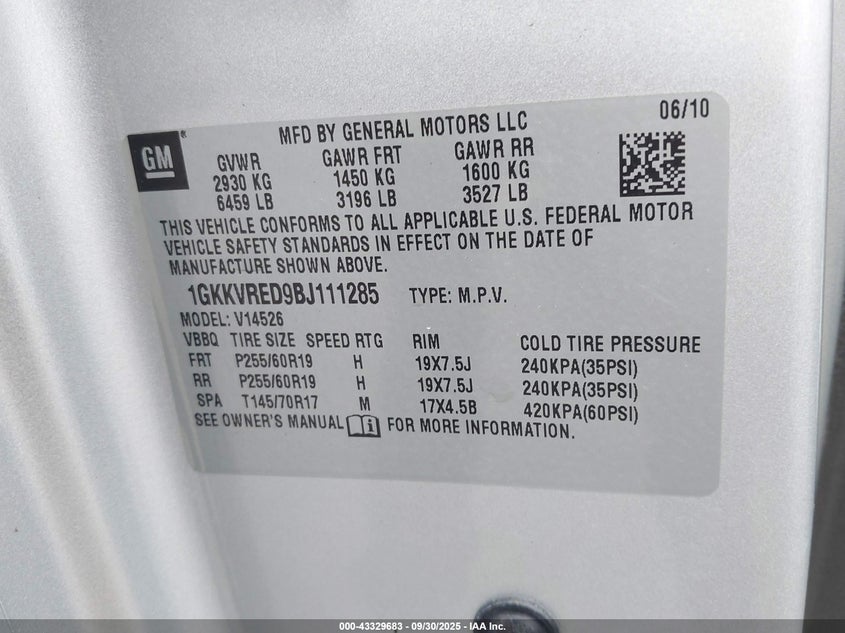 06/10
MFD BY GENERAL MOTORS LLC
GM®
GVWR GAWR FRT GAWR RR
2930 KG 1450 KG 1600 KG
6459 LB 3196 LB 3527 LB
THIS VEHICLE CONFORMS TO ALL APPLICABLE U.S. FEDERAL MOTOR
VEHICLE SAFETY STANDARDS IN EFFECT ON THE DATE OF
MANUFACTURE SHOWN ABOVE.
1GKKVRED9BJ111285 TYPE: M.P.V.
MODEL: V14526
VBBQ TIRE SIZE SPEED RTG RIM COLD TIRE PRESSURE
FRT P255/60R19 H 19X7.5J 240KPA(35PSI)
RR P255/60R19 H 19X7.5J 240KPA(35PSI)
SPA T145/70R17 M 17X4.5B 420KPA(60PSI)
SEE OWNER'S MANUAL i FOR MORE INFORMATION.
000-43329683 - 09/30/2025 - IAA Inc.